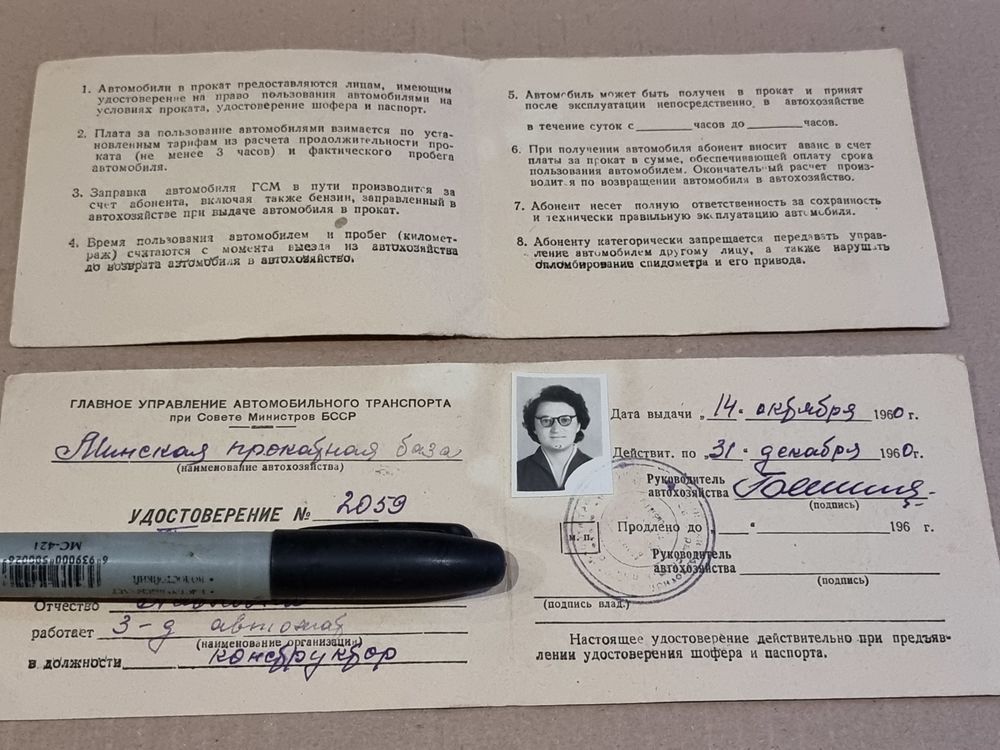 1. Автомобили в прокат предоставляются лицам, имеющим
удостоверение на право пользования автомобилями на
условиях проката, удостоверение шофера и паспорт.
2. Плата за пользование автомобилями взимается по уста-
новленным тарифам из расчета продолжительности про-
ката (не менее 3 часов) и фактического пробега
автомобиля.
3. Заправка автомобиля ГСМ в пути производится за
счет абонента, включая также бензин, заправленный в
автохозяйстве при выдаче автомобиля в прокат.
4. Время пользования автомобилем и пробег (километ-
раж) считаются с момента выезда из автохозяйства
до возврата автомобиля в автохозяйство.
5. Автомобиль может быть получен в прокат и принят
после эксплуатации непосредственно в автохозяйстве
в течение суток с часов до часов.
6. При получении автомобиля абонент вносит аванс в счет
платы за прокат в сумме, обеспечивающей оплату срока
пользования автомобилем. Окончательный расчет произ-
водится по возвращении автомобиля в автохозяйство.
7. Абонент несет полную ответственность за сохранность
и технически правильную эксплуатацию автомобиля.
8. Абоненту категорически запрещается передавать управ-
ление автомобилем другому лицу, а также нарушать
опломбирование спидометра и его привода.
ГЛАВНОЕ УПРАВЛЕНИЕ АВТОМОБИЛЬНОГО ТРАНСПОРТА
при Совете Министров БССР
Минская прокатная база
(наименование автохозяйства)
УДОСТОВЕРЕНИЕ № 2059
МС-421
6 939000 500026
Отчество
работает 3-д автомат
(наименование организации)
в должности конструктор
Дата выдачи „14" октября 1960 г.
Действит. по „31" декабря 1960 г.
Руководитель
автохозяйства
(подпись)
Продлено до " 196 г.
м. п.
Руководитель
автохозяйства
(подпись)
(подпись влад.)
Настоящее удостоверение действительно при предъяв-
лении удостоверения шофера и паспорта.